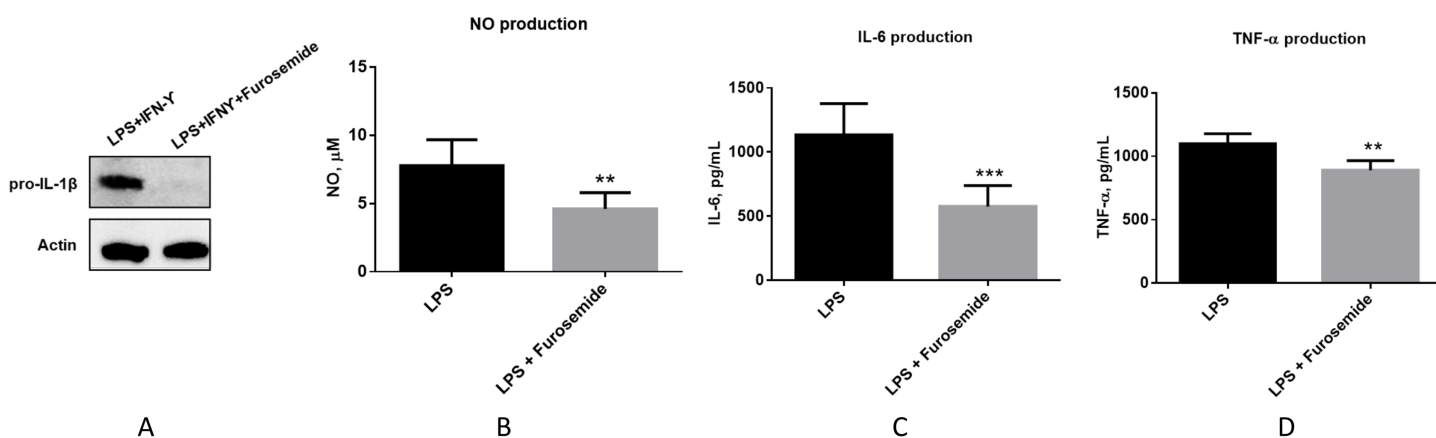 LPS+IFN-Y
LPS+IFNY+Furosemide
pro-IL-1β
Actin
A
NO production
NO, µM
15
10
5
0
**
LPS
LPS + Furosemide
B
IL-6 production
IL-6, pg/mL
1500
1000
500
0
***
LPS
LPS + Furosemide
C
TNF-α production
TNF-α, pg/mL
1500
1000
500
0
**
LPS
LPS + Furosemide
D